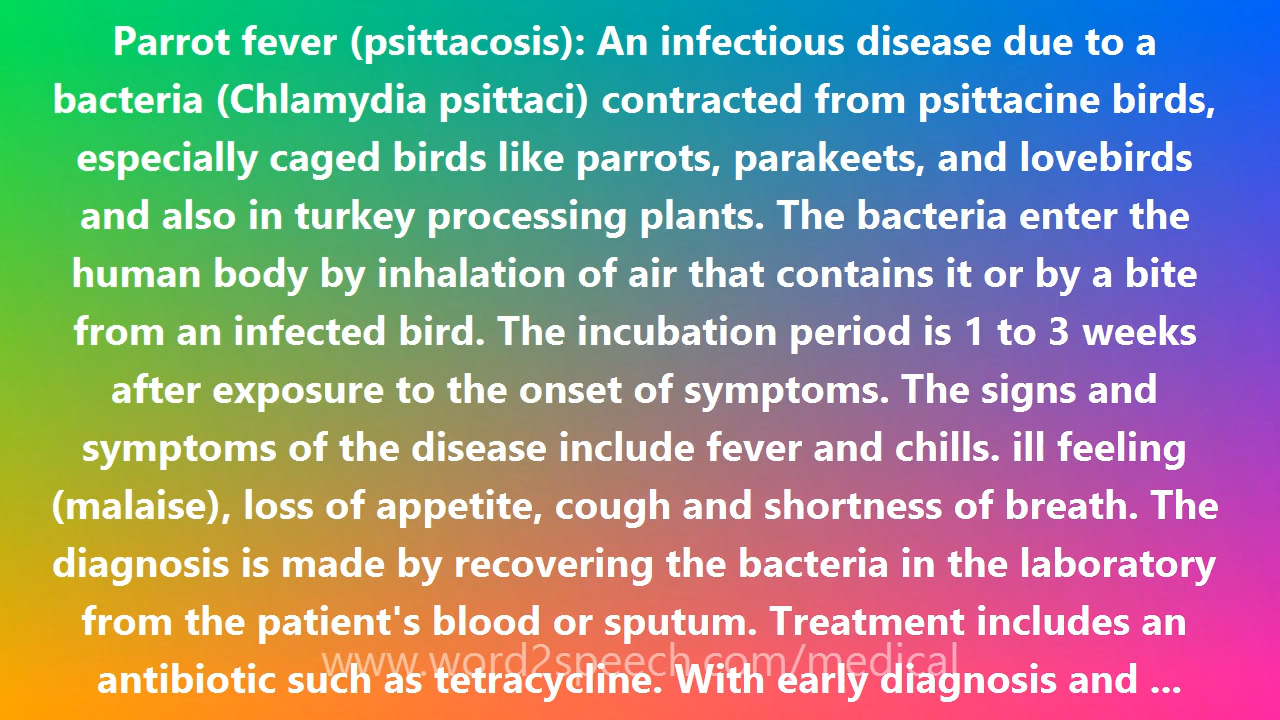 Parrot fever (psittacosis): An infectious disease due to a
bacteria (Chlamydia psittaci) contracted from psittacine birds,
especially caged birds like parrots, parakeets, and lovebirds
and also in turkey processing plants. The bacteria enter the
human body by inhalation of air that contains it or by a bite
from an infected bird. The incubation period is 1 to 3 weeks
after exposure to the onset of symptoms. The signs and
symptoms of the disease include fever and chills. ill feeling
(malaise), loss of appetite, cough and shortness of breath. The
diagnosis is made by recovering the bacteria in the laboratory
from the patient's blood or sputum. Treatment includes an
www.word2speech.com/medical
antibiotic such as tetracycline. With early diagnosis and ...